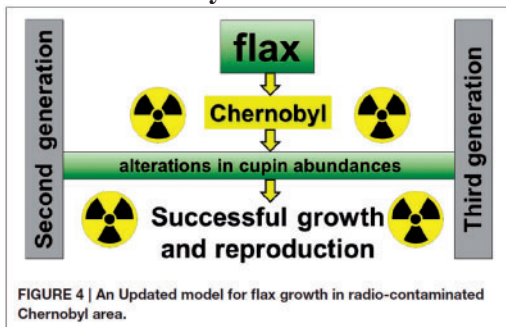 flax
Chernobyl
Second generation
Third generation
alterations in cupin abundances
Successful growth
and reproduction
FIGURE 4 | An Updated model for flax growth in radio-contaminated
Chernobyl area.